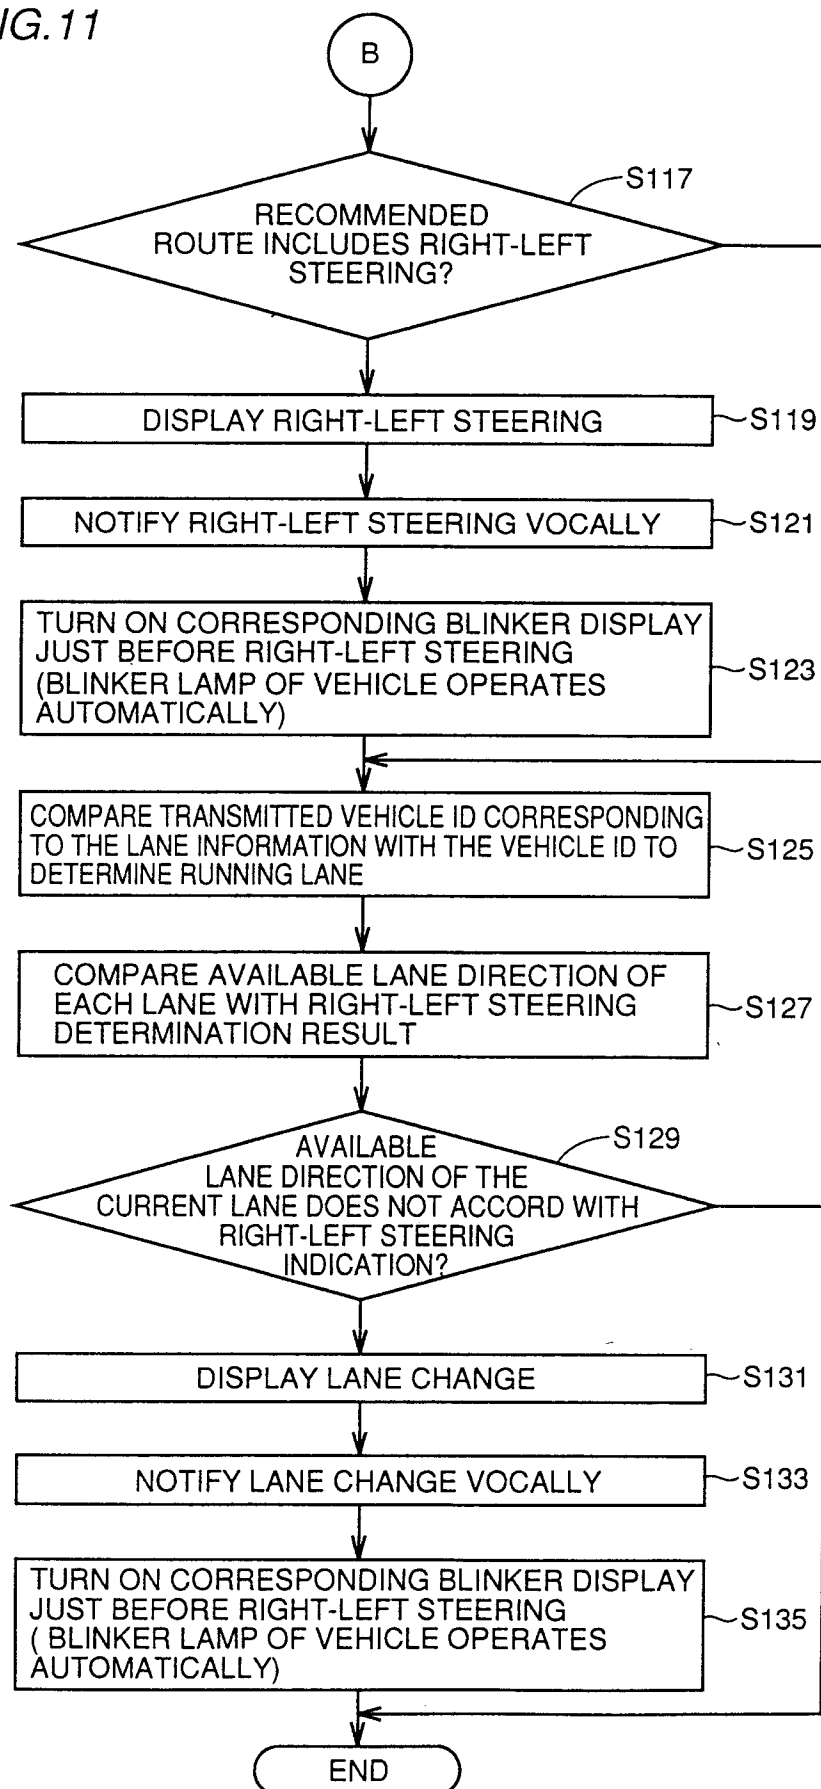 IG.11
B
S117
RECOMMENDED
ROUTE INCLUDES RIGHT-LEFT
STEERING?
DISPLAY RIGHT-LEFT STEERING
S119
NOTIFY RIGHT-LEFT STEERING VOCALLY
S121
TURN ON CORRESPONDING BLINKER DISPLAY
JUST BEFORE RIGHT-LEFT STEERING
(BLINKER LAMP OF VEHICLE OPERATES
AUTOMATICALLY)
S123
COMPARE TRANSMITTED VEHICLE ID CORRESPONDING
TO THE LANE INFORMATION WITH THE VEHICLE ID TO
DETERMINE RUNNING LANE
S125
COMPARE AVAILABLE LANE DIRECTION OF
EACH LANE WITH RIGHT-LEFT STEERING
DETERMINATION RESULT
S127
S129
AVAILABLE
LANE DIRECTION OF THE
CURRENT LANE DOES NOT ACCORD WITH
RIGHT-LEFT STEERING
INDICATION?
DISPLAY LANE CHANGE
S131
NOTIFY LANE CHANGE VOCALLY
S133
TURN ON CORRESPONDING BLINKER DISPLAY
JUST BEFORE RIGHT-LEFT STEERING
( BLINKER LAMP OF VEHICLE OPERATES
AUTOMATICALLY)
S135
END